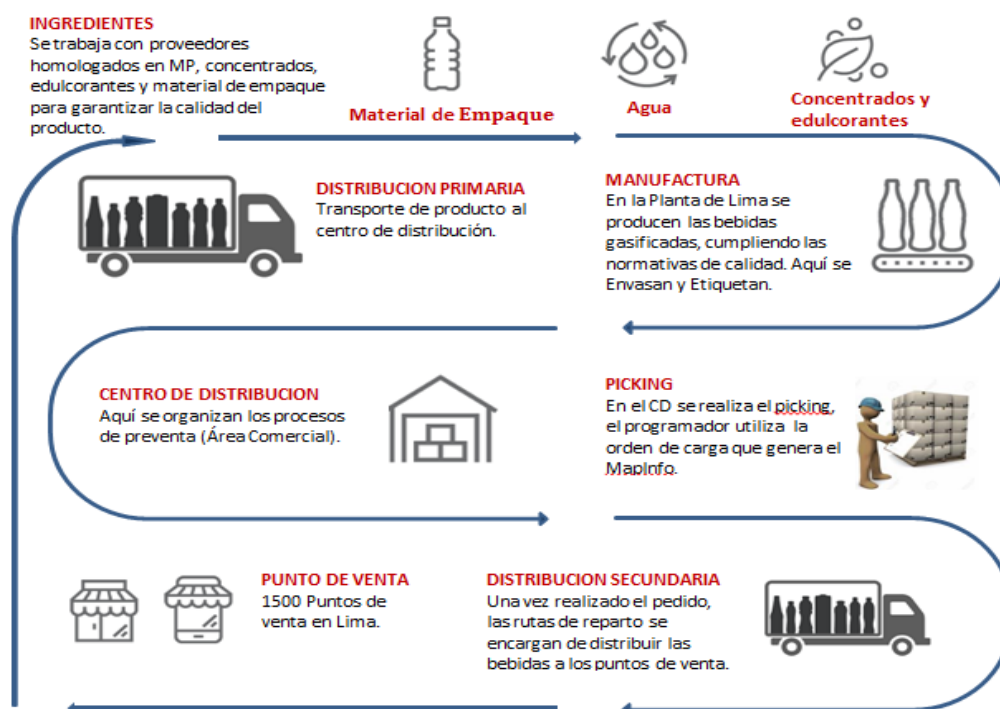 INGREDIENTES
Se trabaja con proveedores
homologados en MP, concentrados,
edulcorantes y material de empaque
para garantizar la calidad del
producto.
Material de Empaque
Agua
Concentrados y
edulcorantes
DISTRIBUCION PRIMARIA
Transporte de producto al
centro de distribución.
MANUFACTURA
En la Planta de Lima se
producen las bebidas
gasificadas, cumpliendo las
normativas de calidad. Aquí se
Envasan y Etiquetan.
CENTRO DE DISTRIBUCION
Aquí se organizan los procesos
de preventa (Área Comercial).
PICKING
En el CD se realiza el picking,
el programador utiliza la
orden de carga que genera el
MapInfo.
PUNTO DE VENTA
1500 Puntos de
venta en Lima.
DISTRIBUCION SECUNDARIA
Una vez realizado el pedido,
las rutas de reparto se
encargan de distribuir las
bebidas a los puntos de venta.